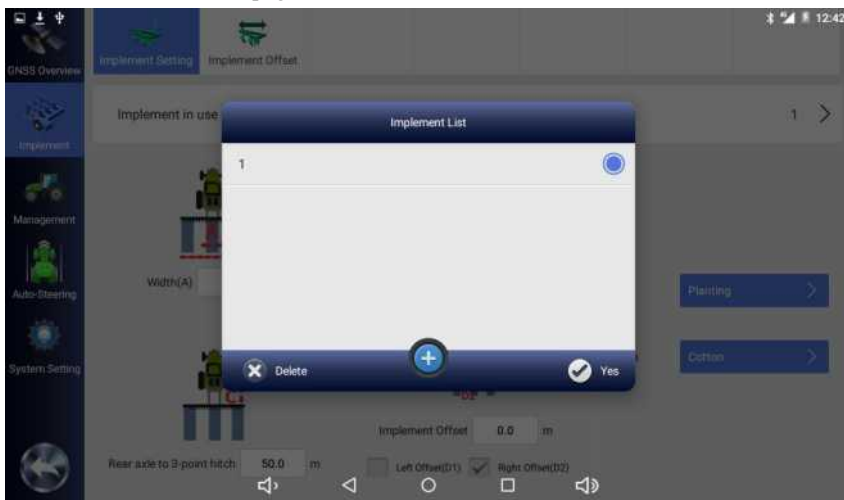 12:42
GNSS Overview
Implement Setting
Implement Offset
Implement in use
1
Implement
Implement List
1
Management
Width(A)
Auto-Steering
Planting
System Setting
Delete
Yes
Cotton
C1
D2
Implement Offset 0.0 m
Rear axle to 3-point hitch 50.0 m
Left Offset(D1)
Right Offset(D2)